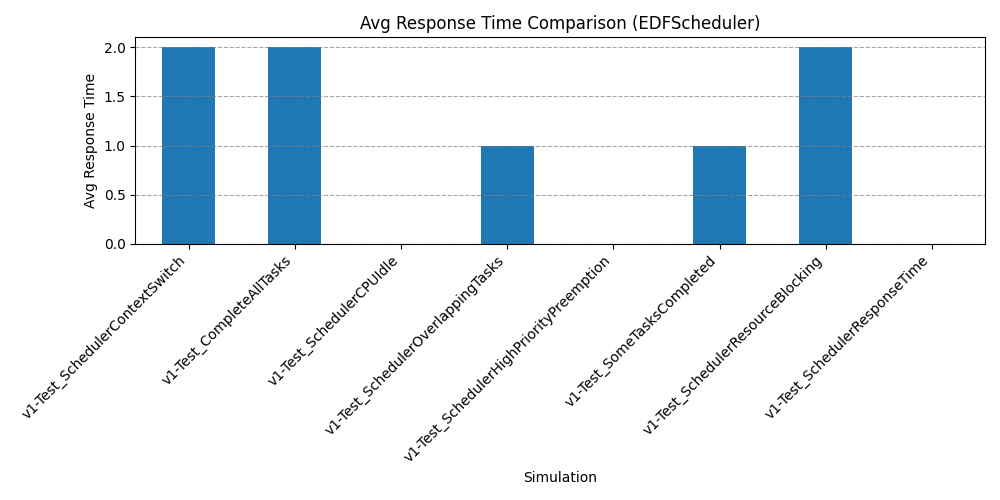 Avg Response Time Comparison (EDFScheduler)
Avg Response Time
2.0
1.5
1.0
0.5
0.0
v1-Test_SchedulerContextSwitch
v1-Test_CompleteAllTasks
v1-Test_SchedulerCPUIdle
v1-Test_SchedulerOverlappingTasks
v1-Test_SchedulerHighPriorityPreemption
v1-Test_SomeTasksCompleted
v1-Test_SchedulerResourceBlocking
v1-Test_SchedulerResponseTime
Simulation